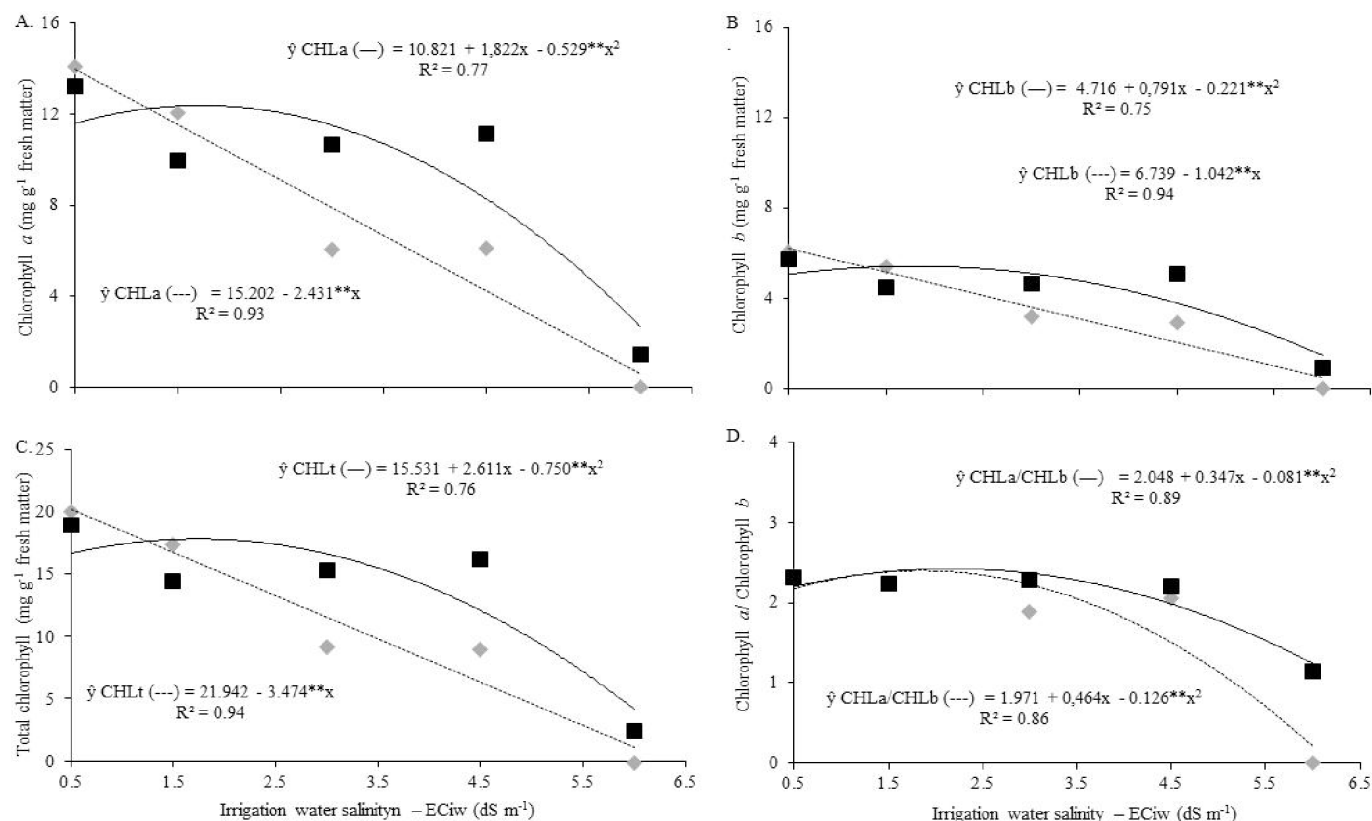 A.
16
12
8
4
0
Chlorophyll a (mg g⁻¹ fresh matter)
ŷ CHLa (—) = 10.821 + 1,822x - 0.529**x²
R² = 0.77
ŷ CHLa (---) = 15.202 - 2.431**x
R² = 0.93
B
.
16
12
8
4
0
Chlorophyll b (mg g⁻¹ fresh matter)
ŷ CHLb (—) = 4.716 + 0,791x - 0.221**x²
R² = 0.75
ŷ CHLb (---) = 6.739 - 1.042**x
R² = 0.94
C.
25
20
15
10
5
0
Total chlorophyll (mg g⁻¹ fresh matter)
ŷ CHLt (—) = 15.531 + 2.611x - 0.750**x²
R² = 0.76
ŷ CHLt (---) = 21.942 - 3.474**x
R² = 0.94
0.5 1.5 2.5 3.5 4.5 5.5 6.5
Irrigation water salinityn – ECiw (dS m⁻¹)
D.
4
3
2
1
0
Chlorophyll a/ Chlorophyll b
ŷ CHLa/CHLb (—) = 2.048 + 0.347x - 0.081**x²
R² = 0.89
ŷ CHLa/CHLb (---) = 1.971 + 0,464x - 0.126**x²
R² = 0.86
0.5 1.5 2.5 3.5 4.5 5.5 6.5
Irrigation water salinity – ECiw (dS m⁻¹)